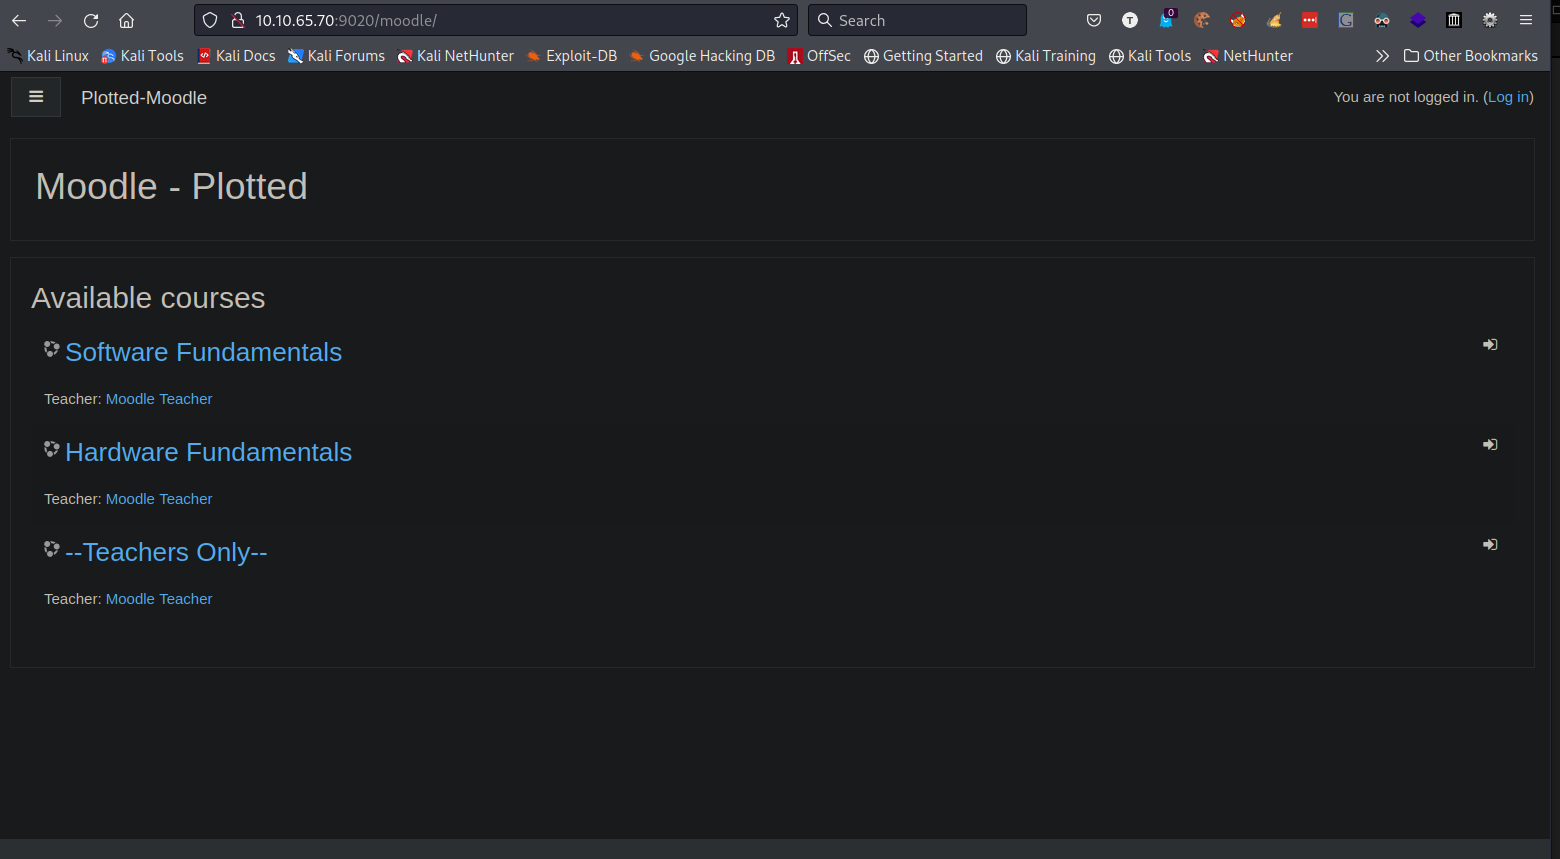 10.10.65.70:9020/moodle/ Search T 0
Kali Linux Kali Tools Kali Docs Kali Forums Kali NetHunter Exploit-DB Google Hacking DB OffSec Getting Started Kali Training Kali Tools NetHunter Other Bookmarks
Plotted-Moodle You are not logged in. (Log in)
Moodle - Plotted
Available courses
Software Fundamentals
Teacher: Moodle Teacher
Hardware Fundamentals
Teacher: Moodle Teacher
--Teachers Only--
Teacher: Moodle Teacher